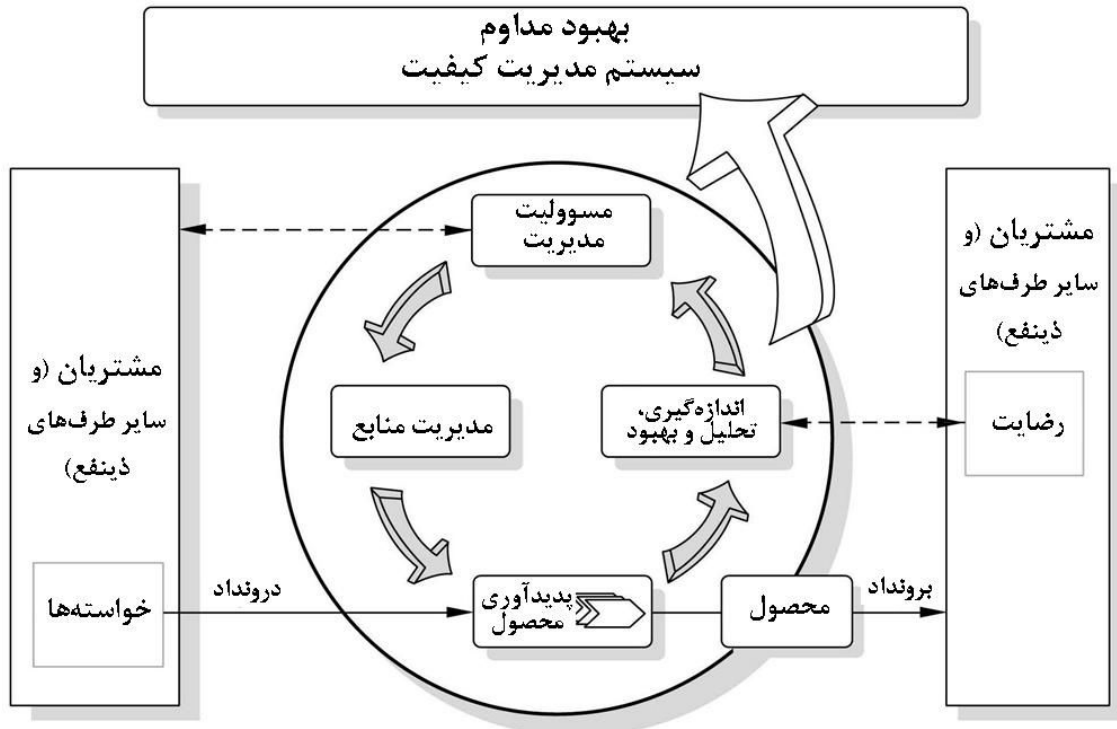 بهبود مداوم
سیستم مدیریت کیفیت
مسوولیت
مدیریت
مشتریان (و
سایر طرف‌های
ذینفع)
رضایت
اندازه‌گیری،
تحلیل و بهبود
مدیریت منابع
مشتریان (و
سایر طرف‌های
ذینفع)
خواسته‌ها
درونداد
پدیدآوری
محصول
محصول
برونداد